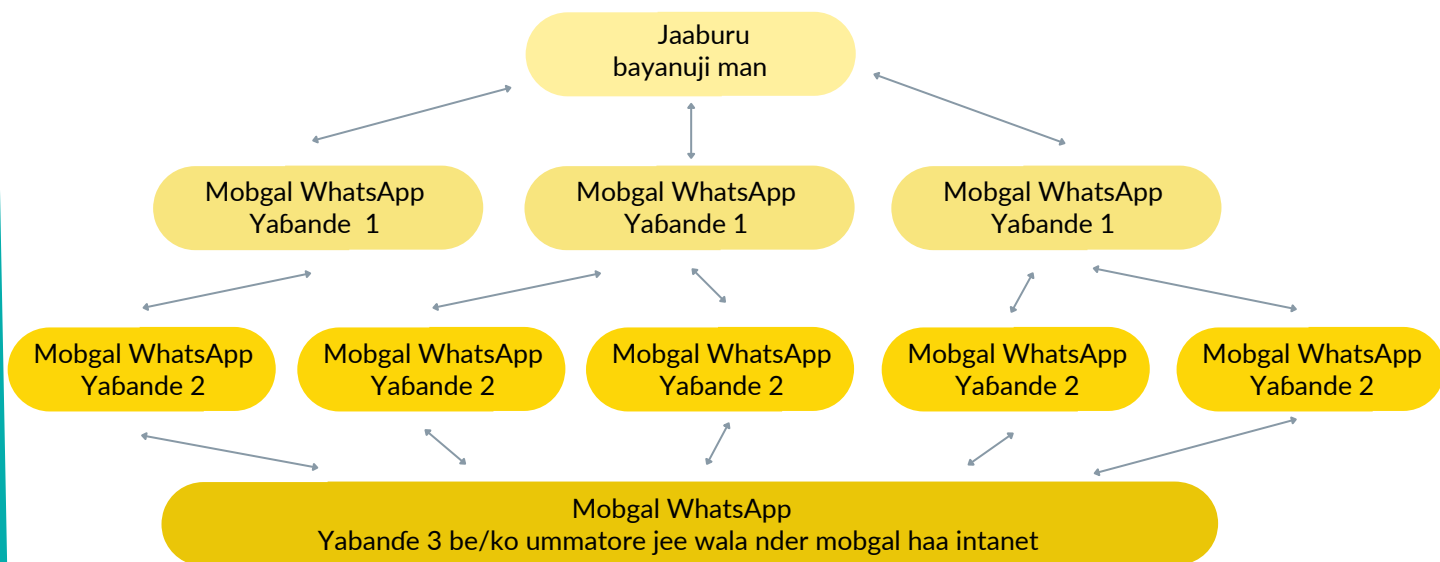 Jaaburu
bayanuji man
Mobgal WhatsApp
Yaɓande 1
Mobgal WhatsApp
Yaɓande 1
Mobgal WhatsApp
Yaɓande 1
Mobgal WhatsApp
Yaɓande 2
Mobgal WhatsApp
Yaɓande 2
Mobgal WhatsApp
Yaɓande 2
Mobgal WhatsApp
Yaɓande 2
Mobgal WhatsApp
Yaɓande 2
Mobgal WhatsApp
Yabanɗe 3 be/ko ummatore jee wala nder mobgal haa intanet